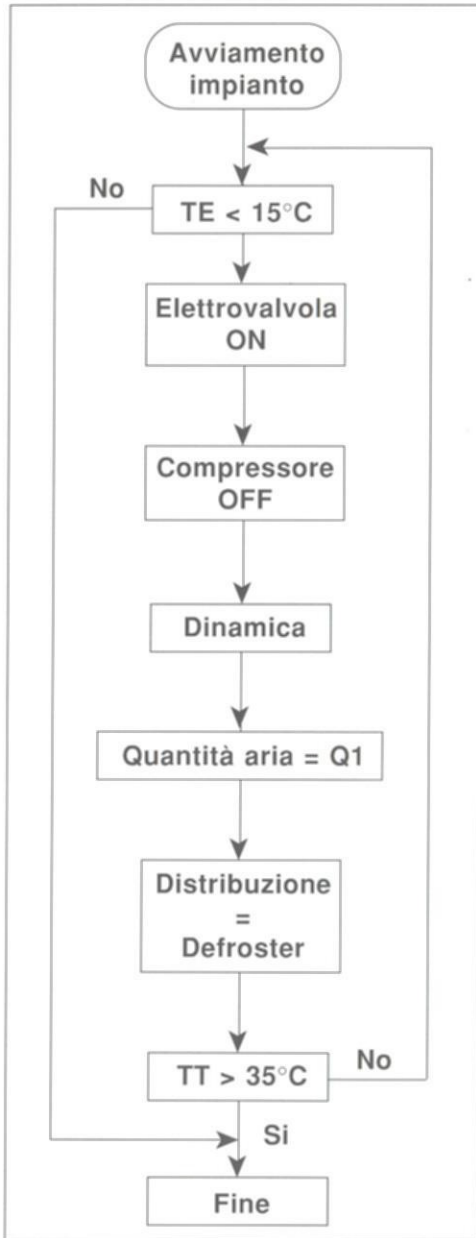 Avviamento
impianto
No
TE < 15°C
Elettrovalvola
ON
Compressore
OFF
Dinamica
Quantità aria = Q1
Distribuzione
=
Defroster
TT > 35°C
No
Si
Fine